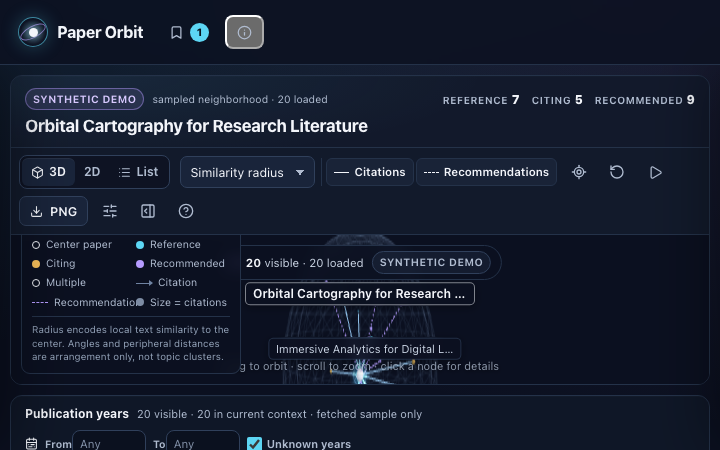 Paper Orbit
1
SYNTHETIC DEMO
sampled neighborhood · 20 loaded
REFERENCE 7 CITING 5 RECOMMENDED 9
Orbital Cartography for Research Literature
3D
2D
List
Similarity radius
Citations
Recommendations
PNG
Center paper
Reference
Citing
Recommended
Multiple
Citation
Recommendatio
Size = citations
Radius encodes local text similarity to the
center. Angles and peripheral distances
are arrangement only, not topic clusters.
20 visible · 20 loaded
SYNTHETIC DEMO
Orbital Cartography for Research ...
Immersive Analytics for Digital L...
g to orbit · scroll to zoom · click a node for details
Publication years
20 visible · 20 in current context · fetched sample only
From
Any
To
Any
Unknown years